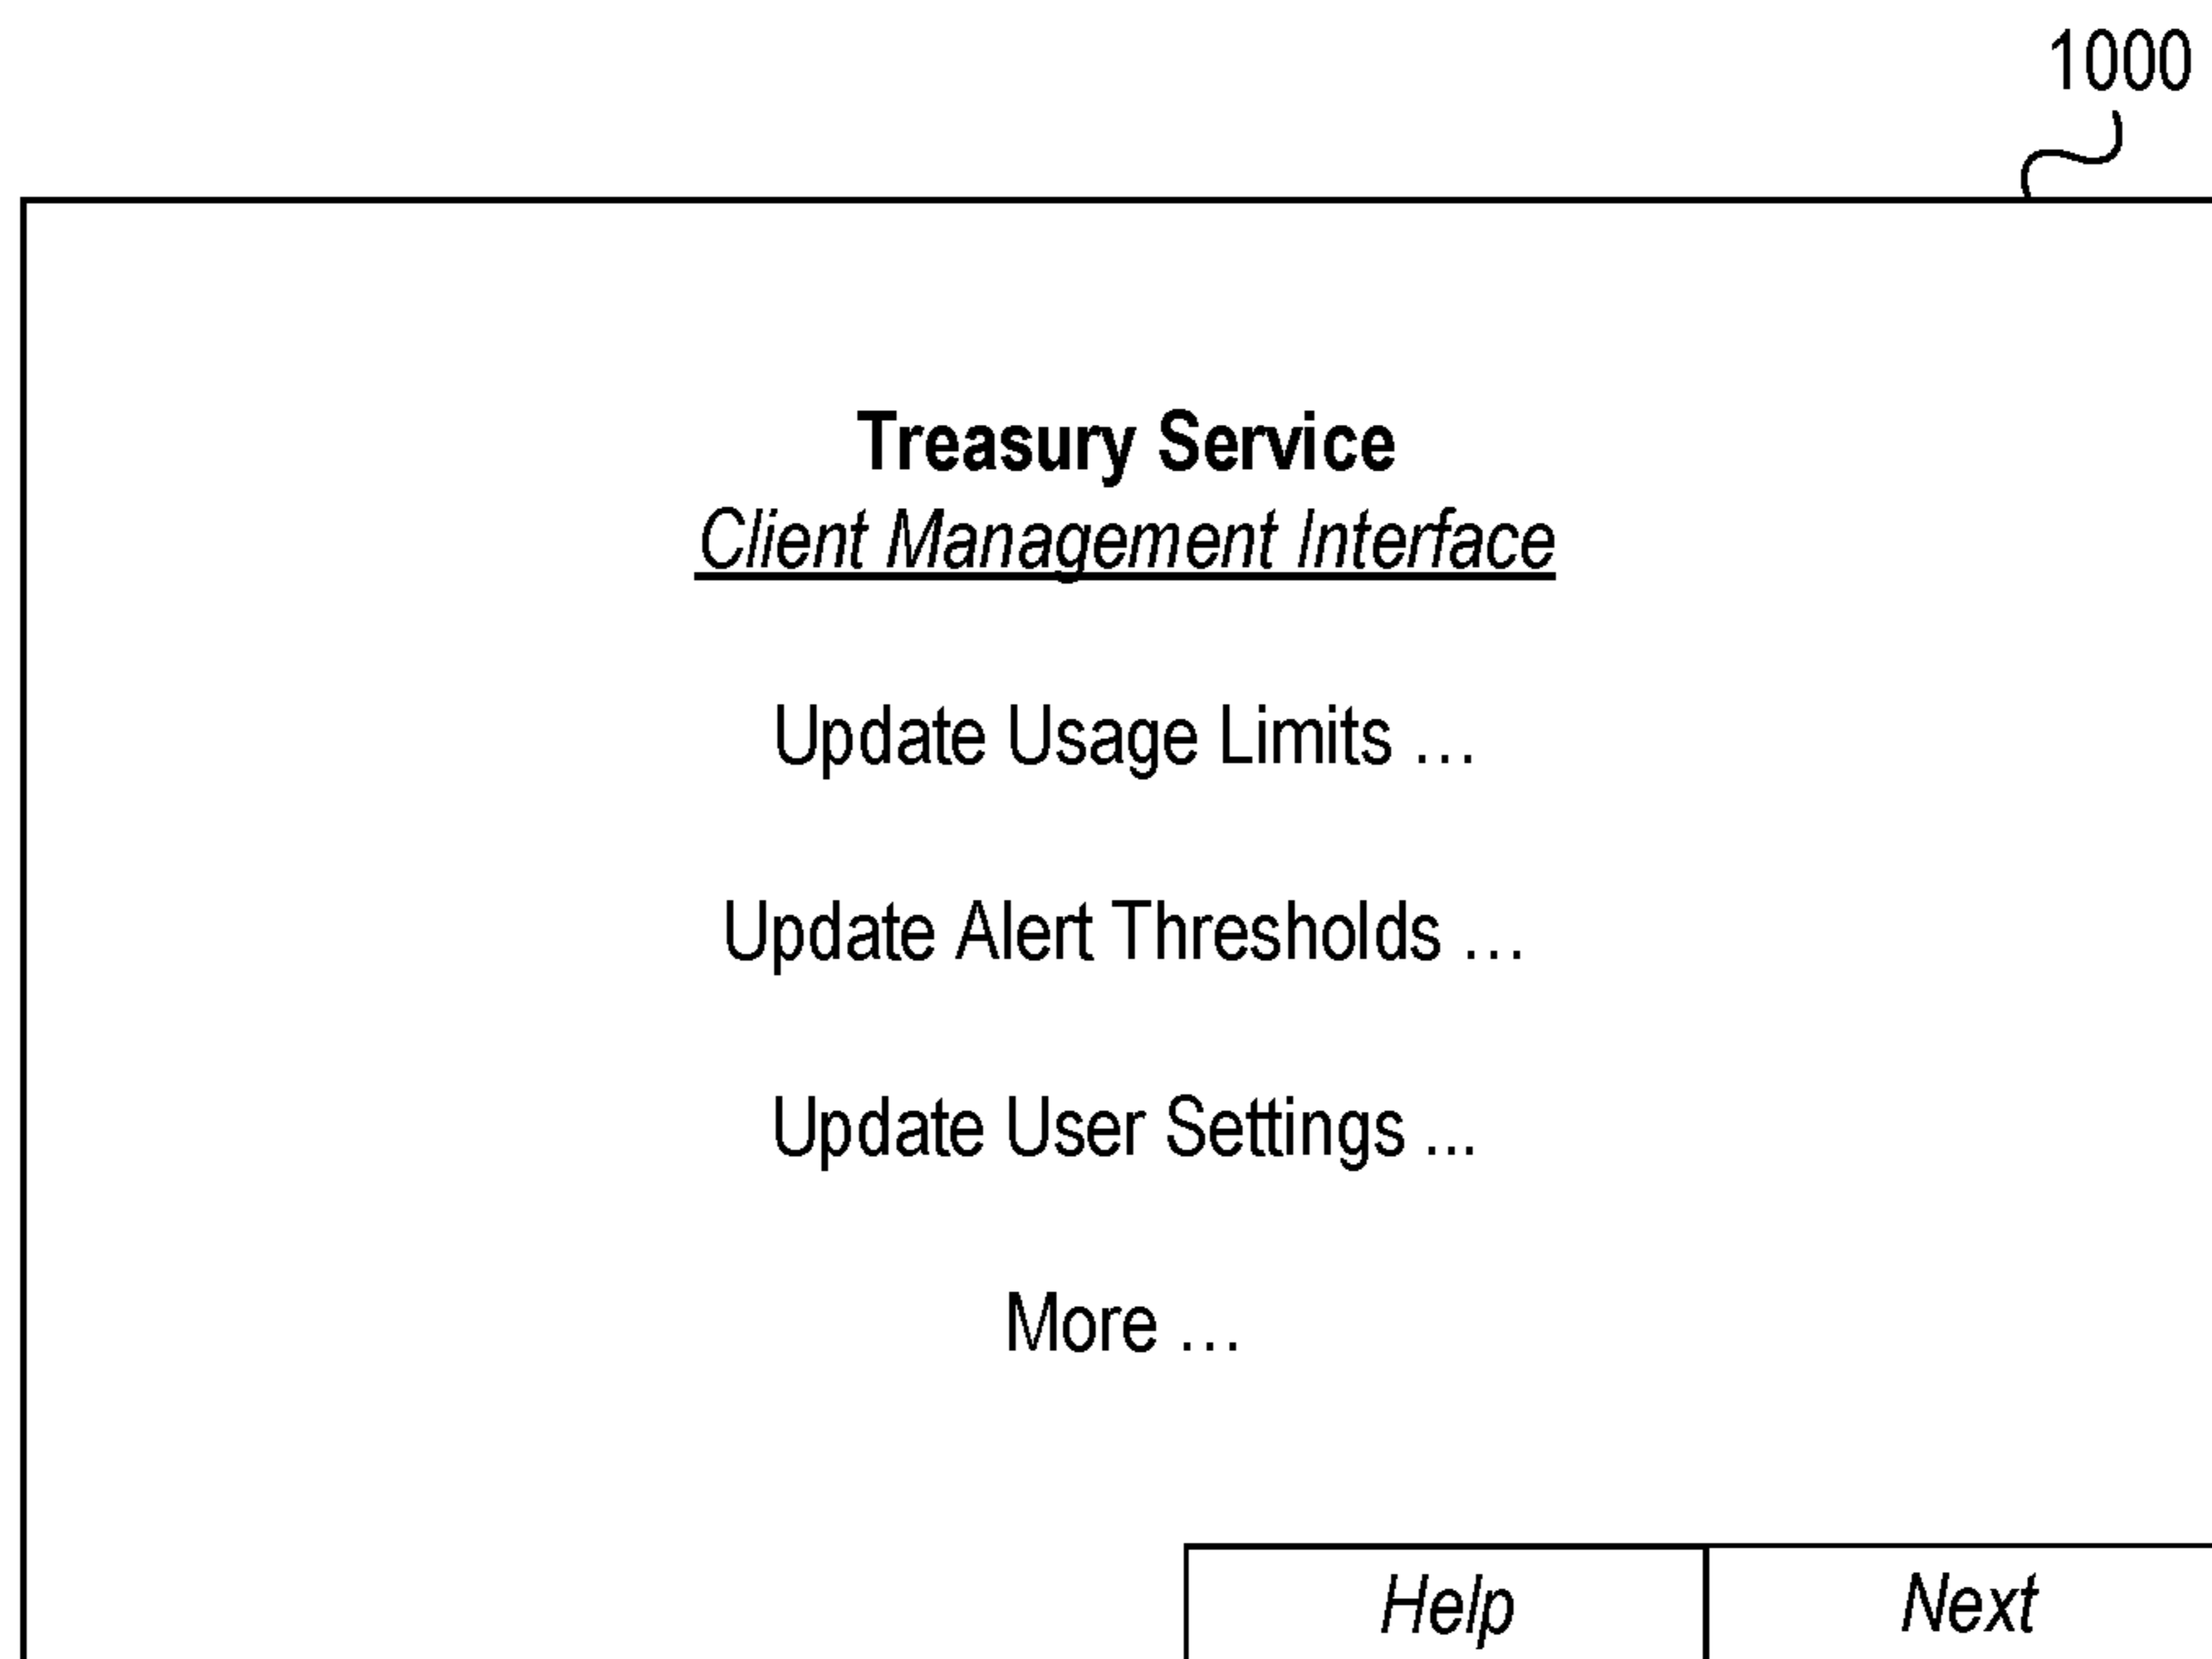 1000
Treasury Service
Client Management Interface
Update Usage Limits ...
Update Alert Thresholds ...
Update User Settings ...
More ...
Help
Next